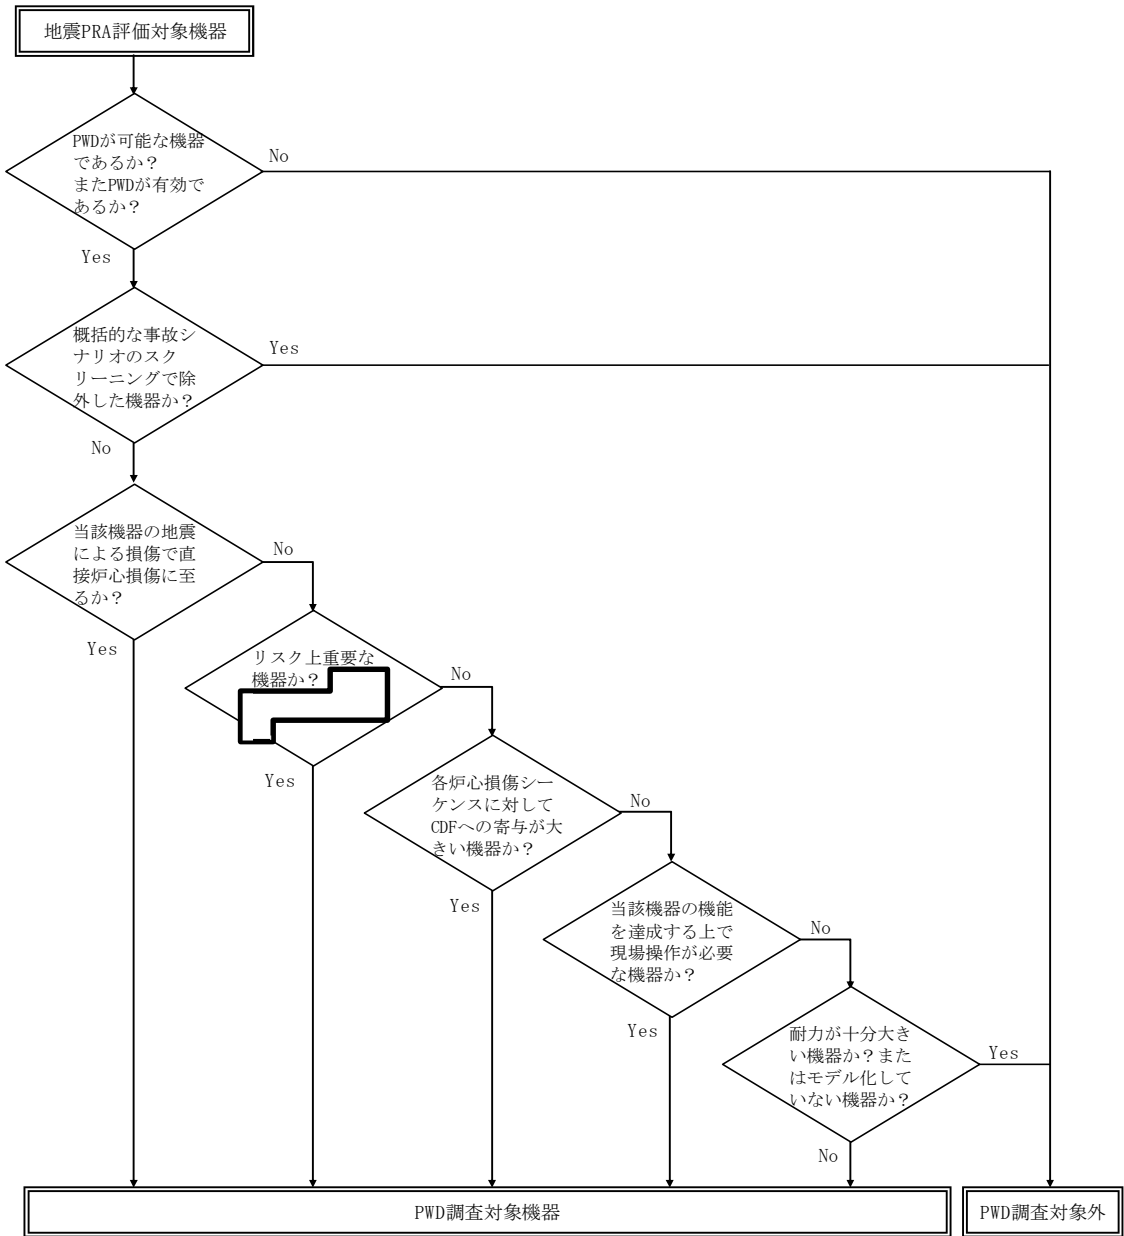 地震PRA評価対象機器
PWDが可能な機器
であるか？
またPWDが有効で
あるか？
No
Yes
概括的な事故シ
ナリオのスク
リーニングで除
外した機器か？
Yes
No
当該機器の地震
による損傷で直
接炉心損傷に至
るか？
No
Yes
リスク上重要な
機器か？
No
Yes
各炉心損傷シー
ケンスに対して
CDFへの寄与が大
きい機器か？
No
Yes
当該機器の機能
を達成する上で
現場操作が必要
な機器か？
No
Yes
耐力が十分大き
い機器か？また
はモデル化して
いない機器か？
Yes
No
PWD調査対象機器
PWD調査対象外